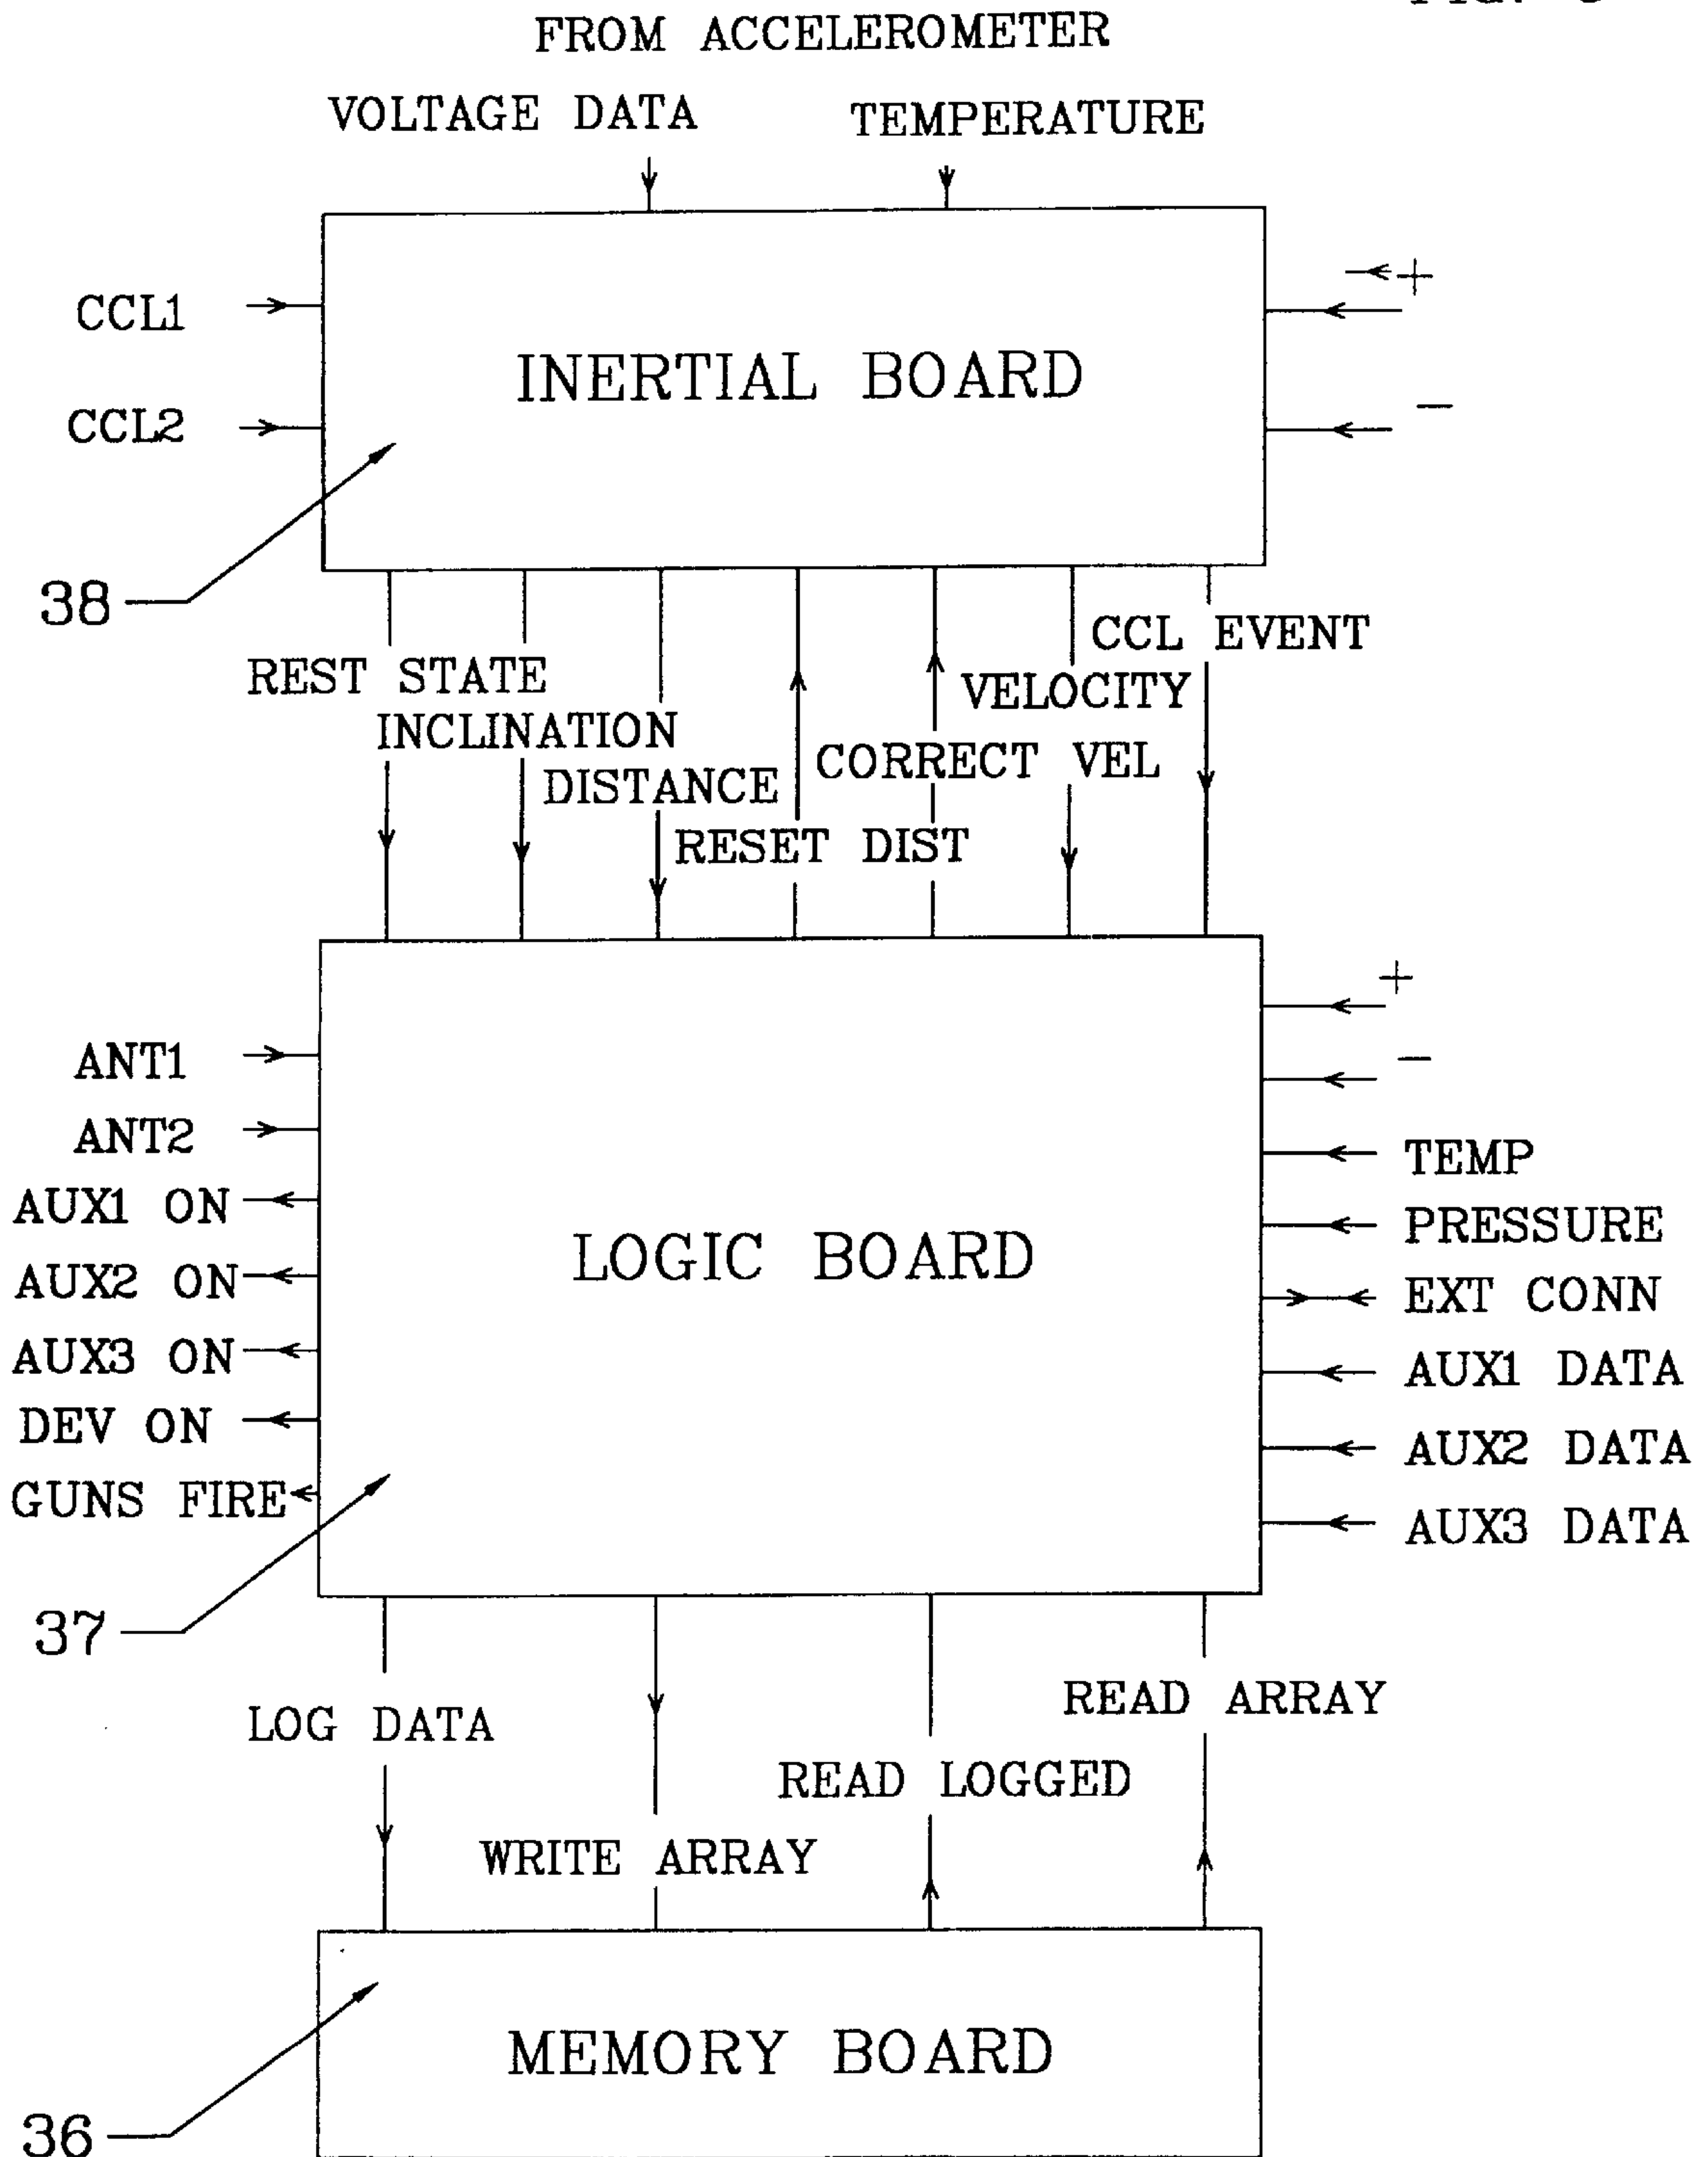 FROM ACCELEROMETER
VOLTAGE DATA
TEMPERATURE
CCL1
+
INERTIAL BOARD
CCL2
−
38
CCL EVENT
REST STATE
VELOCITY
INCLINATION
CORRECT VEL
DISTANCE
RESET DIST
+
ANT1
−
ANT2
TEMP
AUX1 ON
PRESSURE
LOGIC BOARD
AUX2 ON
EXT CONN
AUX3 ON
AUX1 DATA
DEV ON
AUX2 DATA
GUNS FIRE
AUX3 DATA
37
READ ARRAY
LOG DATA
READ LOGGED
WRITE ARRAY
MEMORY BOARD
36